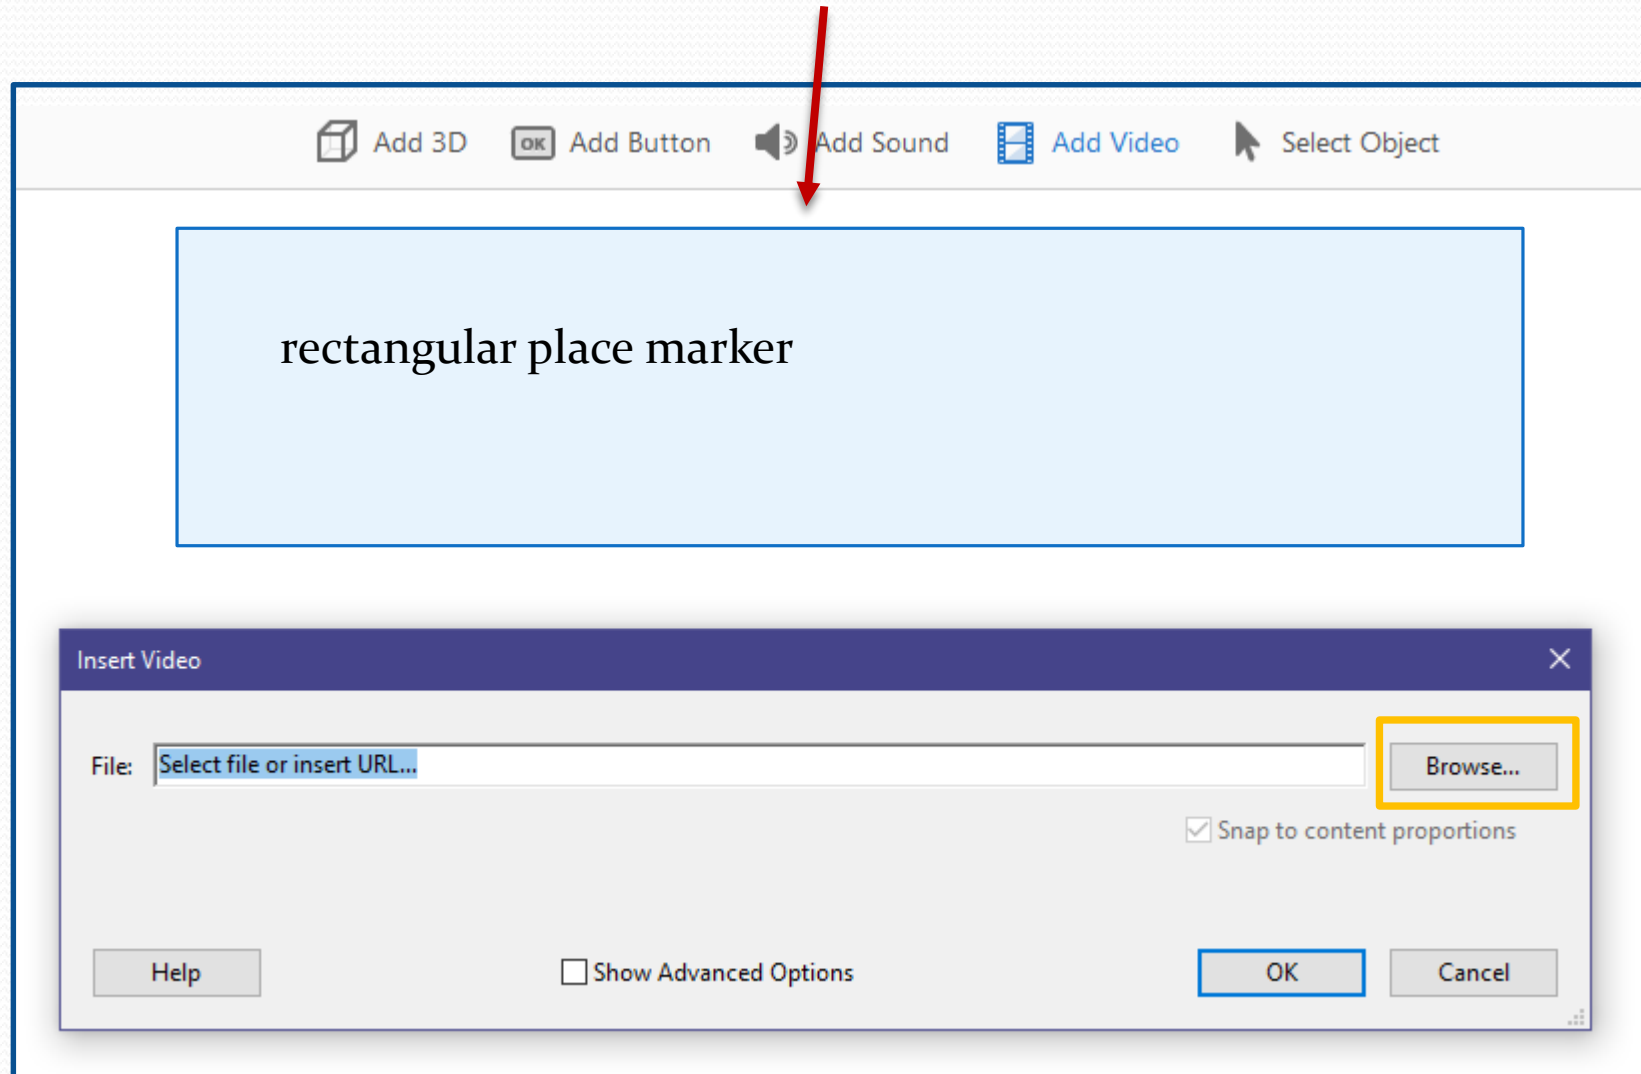 Add 3D OK Add Button Add Sound Add Video Select Object
rectangular place marker
Insert Video
File: Select file or insert URL... Browse...
Snap to content proportions
Help Show Advanced Options OK Cancel